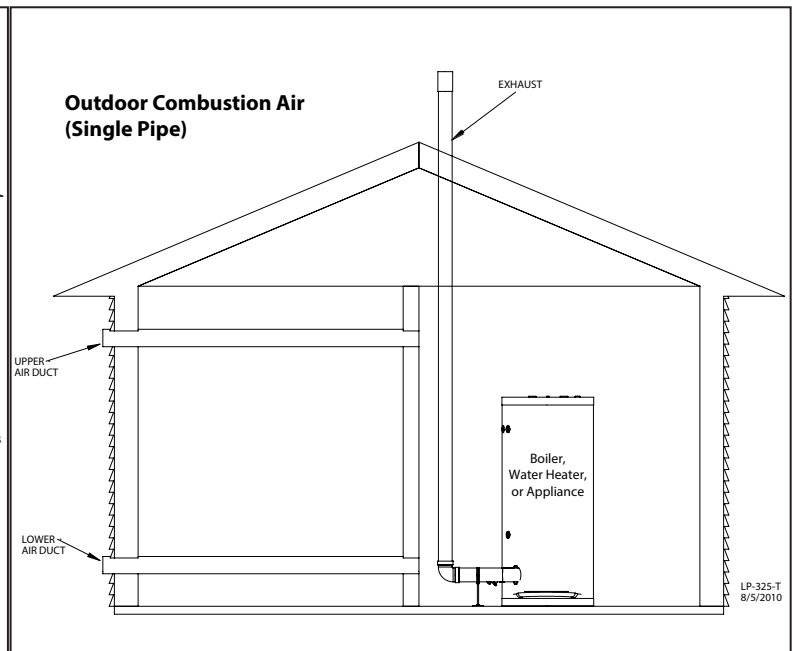 Outdoor Combustion Air
(Single Pipe)
EXHAUST
UPPER
AIR DUCT
Boiler,
Water Heater,
or Appliance
LOWER
AIR DUCT
LP-325-T
8/5/2010